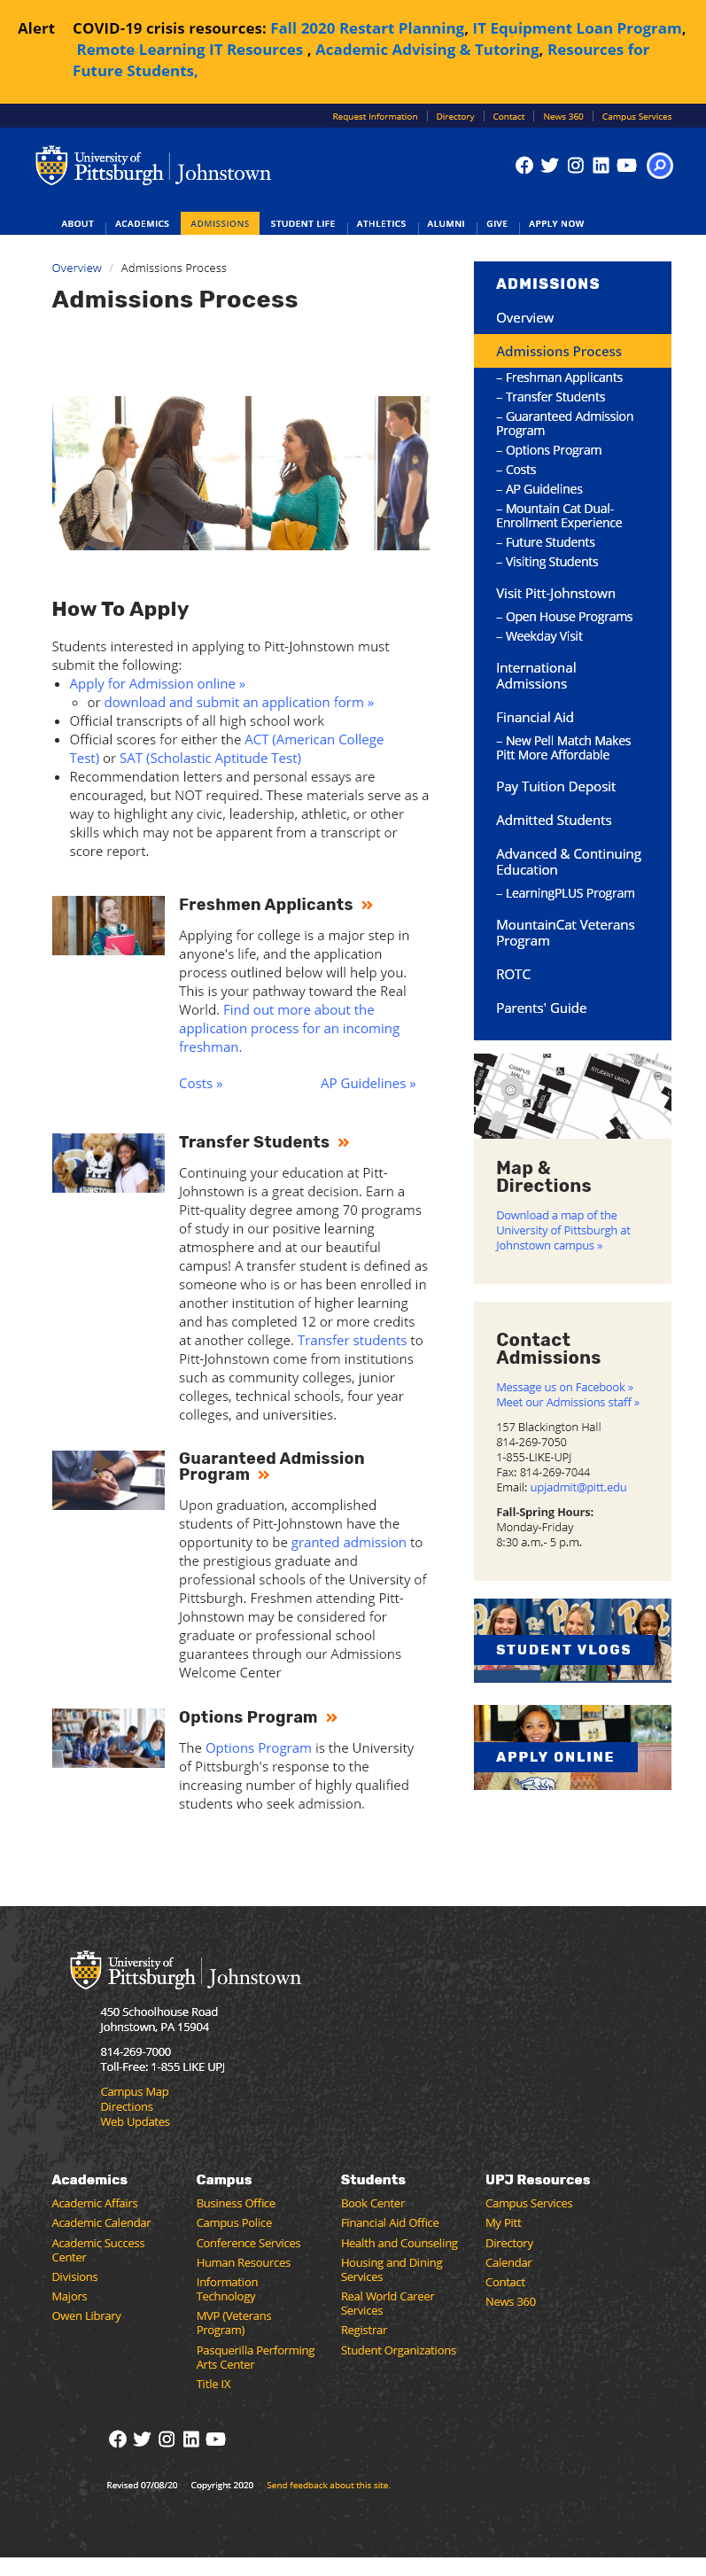 Alert COVID-19 crisis resources: Fall 2020 Restart Planning, IT Equipment Loan Program,
Remote Learning IT Resources , Academic Advising & Tutoring, Resources for
Future Students,
Request Information Directory Contact News 360 Campus Services
University of
Pittsburgh Johnstown
ABOUT ACADEMICS ADMISSIONS STUDENT LIFE ATHLETICS ALUMNI GIVE APPLY NOW
Overview / Admissions Process
Admissions Process
How To Apply
Students interested in applying to Pitt-Johnstown must
submit the following:
Apply for Admission online »
or download and submit an application form »
Official transcripts of all high school work
Official scores for either the ACT (American College
Test) or SAT (Scholastic Aptitude Test)
Recommendation letters and personal essays are
encouraged, but NOT required. These materials serve as a
way to highlight any civic, leadership, athletic, or other
skills which may not be apparent from a transcript or
score report.
Freshmen Applicants »
Applying for college is a major step in
anyone's life, and the application
process outlined below will help you.
This is your pathway toward the Real
World. Find out more about the
application process for an incoming
freshman.
Costs » AP Guidelines »
Transfer Students »
Continuing your education at Pitt-
Johnstown is a great decision. Earn a
Pitt-quality degree among 70 programs
of study in our positive learning
atmosphere and at our beautiful
campus! A transfer student is defined as
someone who is or has been enrolled in
another institution of higher learning
and has completed 12 or more credits
at another college. Transfer students to
Pitt-Johnstown come from institutions
such as community colleges, junior
colleges, technical schools, four year
colleges, and universities.
Guaranteed Admission
Program »
Upon graduation, accomplished
students of Pitt-Johnstown have the
opportunity to be granted admission to
the prestigious graduate and
professional schools of the University of
Pittsburgh. Freshmen attending Pitt-
Johnstown may be considered for
graduate or professional school
guarantees through our Admissions
Welcome Center
Options Program »
The Options Program is the University
of Pittsburgh's response to the
increasing number of highly qualified
students who seek admission.
ADMISSIONS
Overview
Admissions Process
– Freshman Applicants
– Transfer Students
– Guaranteed Admission
Program
– Options Program
– Costs
– AP Guidelines
– Mountain Cat Dual-
Enrollment Experience
– Future Students
– Visiting Students
Visit Pitt-Johnstown
– Open House Programs
– Weekday Visit
International
Admissions
Financial Aid
– New Pell Match Makes
Pitt More Affordable
Pay Tuition Deposit
Admitted Students
Advanced & Continuing
Education
– LearningPLUS Program
MountainCat Veterans
Program
ROTC
Parents' Guide
CAMPUS
MALL
STUDENT UNION
Map &
Directions
Download a map of the
University of Pittsburgh at
Johnstown campus »
Contact
Admissions
Message us on Facebook »
Meet our Admissions staff »
157 Blackington Hall
814-269-7050
1-855-LIKE-UPJ
Fax: 814-269-7044
Email: upjadmit@pitt.edu
Fall-Spring Hours:
Monday-Friday
8:30 a.m.- 5 p.m.
STUDENT VLOGS
APPLY ONLINE
University of
Pittsburgh Johnstown
450 Schoolhouse Road
Johnstown, PA 15904
814-269-7000
Toll-Free: 1-855 LIKE UPJ
Campus Map
Directions
Web Updates
Academics
Academic Affairs
Academic Calendar
Academic Success
Center
Divisions
Majors
Owen Library
Campus
Business Office
Campus Police
Conference Services
Human Resources
Information
Technology
MVP (Veterans
Program)
Pasquerilla Performing
Arts Center
Title IX
Students
Book Center
Financial Aid Office
Health and Counseling
Housing and Dining
Services
Real World Career
Services
Registrar
Student Organizations
UPJ Resources
Campus Services
My Pitt
Directory
Calendar
Contact
News 360
Revised 07/08/20 Copyright 2020 Send feedback about this site.